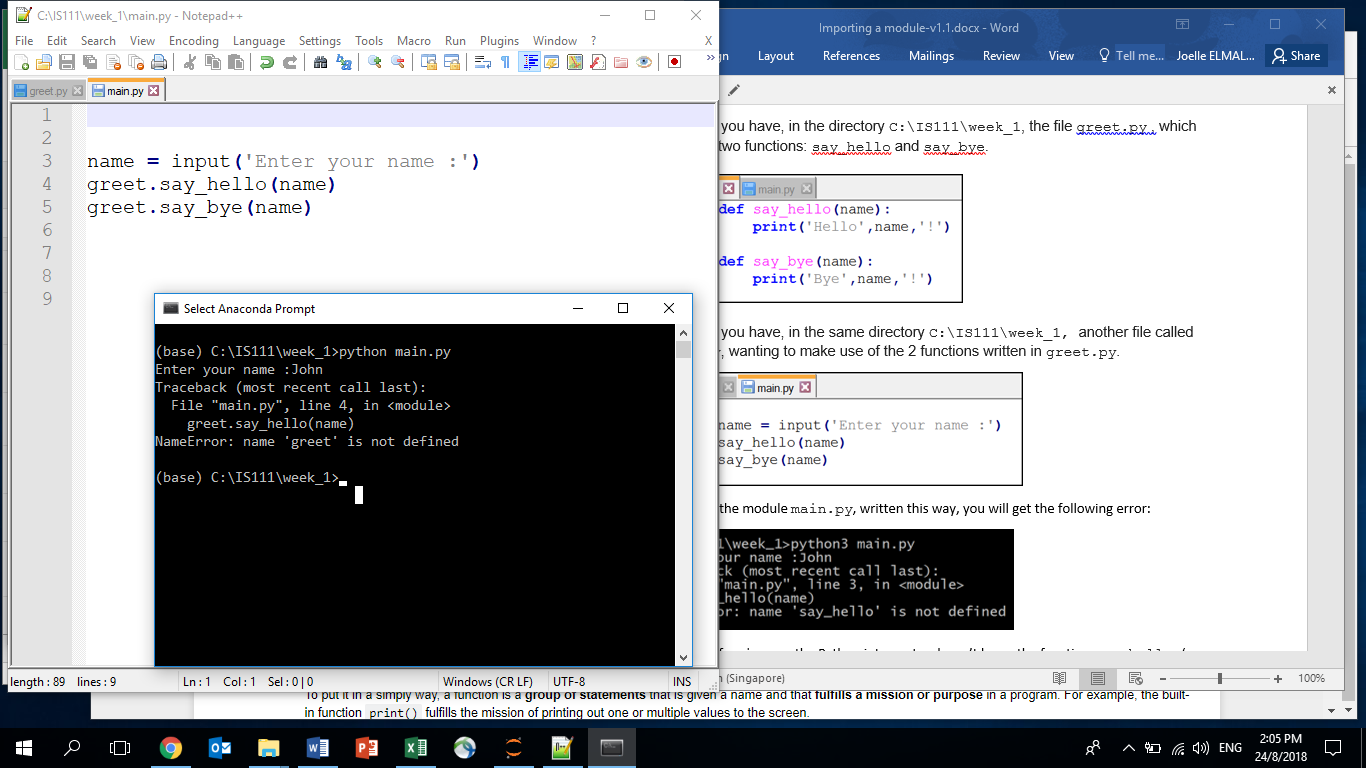 C:\IS111\week_1\main.py - Notepad++
File Edit Search View Encoding Language Settings Tools Macro Run Plugins Window ? X
»
greet.py main.py
1
2
3 name = input('Enter your name :')
4 greet.say_hello(name)
5 greet.say_bye(name)
6
7
8
9
Select Anaconda Prompt
(base) C:\IS111\week_1>python main.py
Enter your name :John
Traceback (most recent call last):
File "main.py", line 4, in <module>
greet.say_hello(name)
NameError: name 'greet' is not defined
(base) C:\IS111\week_1>
length : 89 lines : 9 Ln : 1 Col : 1 Sel : 0 | 0 Windows (CR LF) UTF-8 INS
Importing a module-v1.1.docx - Word
Layout References Mailings Review View Tell me... Joelle ELMAL... Share
you have, in the directory C:\IS111\week_1, the file greet.py, which
two functions: say_hello and say_bye.
main.py
def say_hello(name):
print('Hello',name,'!')
def say_bye(name):
print('Bye',name,'!')
you have, in the same directory C:\IS111\week_1, another file called
, wanting to make use of the 2 functions written in greet.py.
main.py
name = input('Enter your name :')
say_hello(name)
say_bye(name)
the module main.py, written this way, you will get the following error:
\week_1>python3 main.py
ur name :John
ck (most recent call last):
"main.py", line 3, in <module>
_hello(name)
or: name 'say_hello' is not defined
(Singapore) 100%
To put it in a simply way, a function is a group of statements that is given a name and that fulfills a mission or purpose in a program. For example, the built-
in function print() fulfills the mission of printing out one or multiple values to the screen.
ENG
2:05 PM
24/8/2018